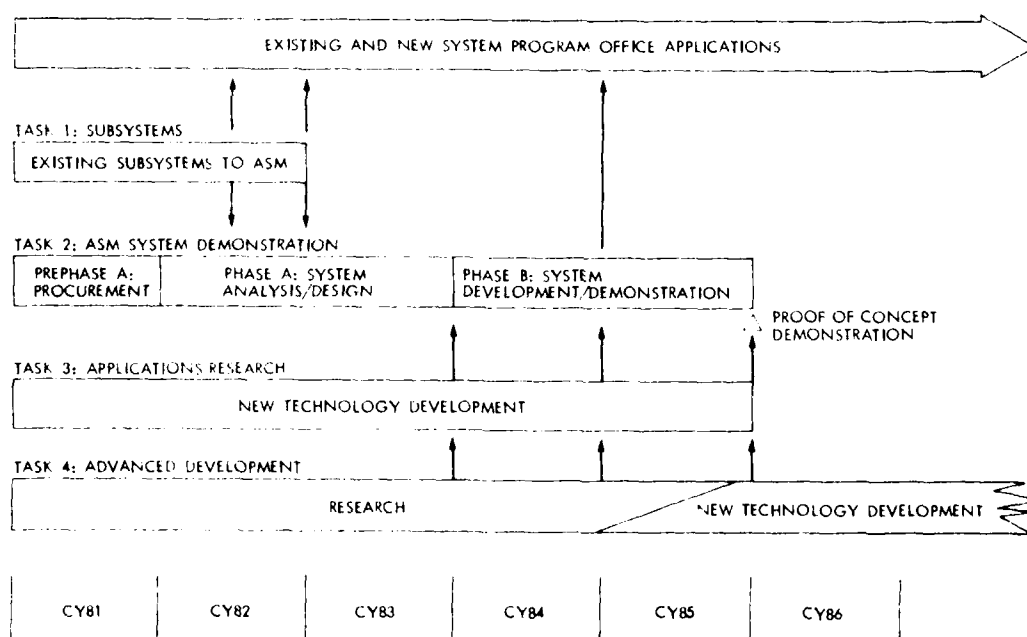 EXISTING AND NEW SYSTEM PROGRAM OFFICE APPLICATIONS
TASK 1: SUBSYSTEMS
EXISTING SUBSYSTEMS TO ASM
TASK 2: ASM SYSTEM DEMONSTRATION
PREPHASE A:
PROCUREMENT
PHASE A: SYSTEM
ANALYSIS/DESIGN
PHASE B: SYSTEM
DEVELOPMENT/DEMONSTRATION
PROOF OF CONCEPT
DEMONSTRATION
TASK 3: APPLICATIONS RESEARCH
NEW TECHNOLOGY DEVELOPMENT
TASK 4: ADVANCED DEVELOPMENT
RESEARCH
NEW TECHNOLOGY DEVELOPMENT
CY81
CY82
CY83
CY84
CY85
CY86